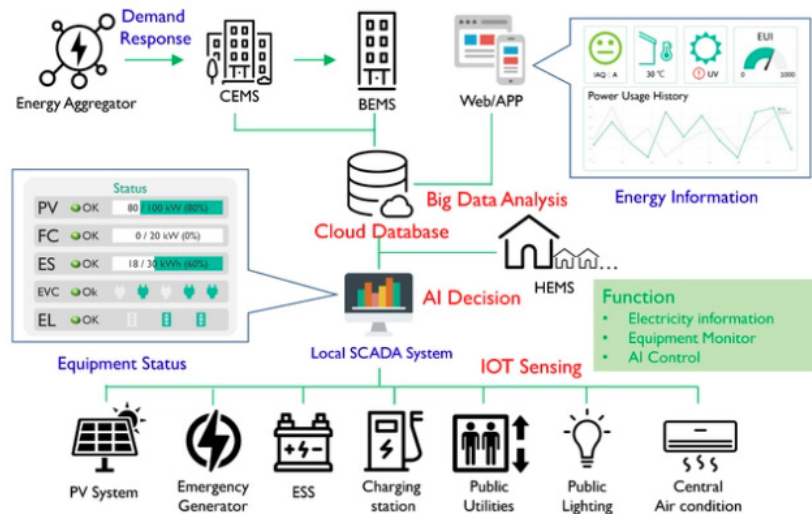 Demand
Response
Energy Aggregator
CEMS
BEMS
Web/APP
IAQ : A
30 °C
UV
EUI
0
1000
Power Usage History
Energy Information
Big Data Analysis
Cloud Database
Status
PV
OK
80 / 100 kW (80%)
FC
OK
0 / 20 kW (0%)
ES
OK
18 / 30 kWh (60%)
EVC
Ok
EL
OK
Equipment Status
AI Decision
HEMS
Local SCADA System
IOT Sensing
Function
• Electricity information
• Equipment Monitor
• AI Control
PV System
Emergency
Generator
ESS
Charging
station
Public
Utilities
Public
Lighting
Central
Air condition